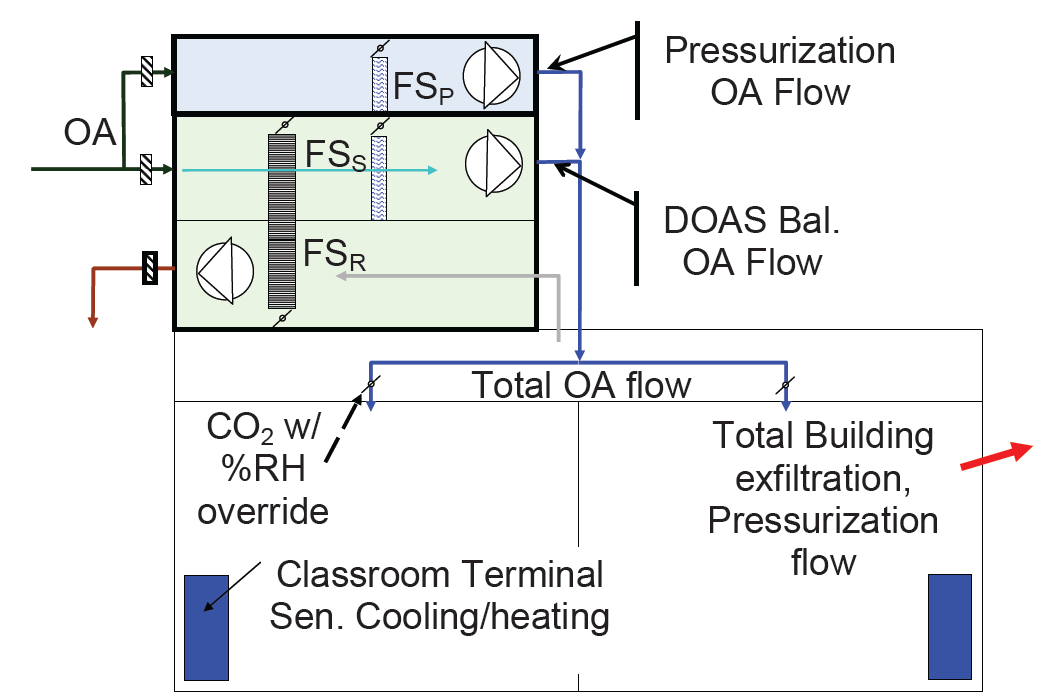 Pressurization
OA Flow
OA
FSP
FSS
FSR
DOAS Bal.
OA Flow
Total OA flow
CO2 w/
%RH
override
Total Building
exfiltration,
Pressurization
flow
Classroom Terminal
Sen. Cooling/heating